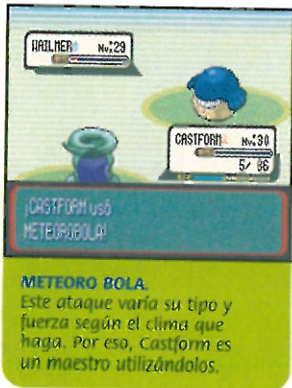 WAILMER Nv:29
CASTFORM Nv:30
5/ 86
¡CASTFORM usó
METEOROBOLA!
METEORO BOLA.
Este ataque varía su tipo y
fuerza según el clima que
haga. Por eso, Castform es
un maestro utilizándolos.